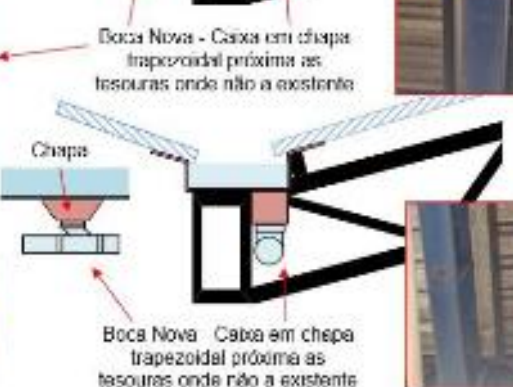 Boca Nova - Caixa em chapa
trapezoidal próxima as
tesouras onde não a existente
Chapa
Boca Nova - Caixa em chapa
trapezoidal próxima as
tesouras onde não a existente